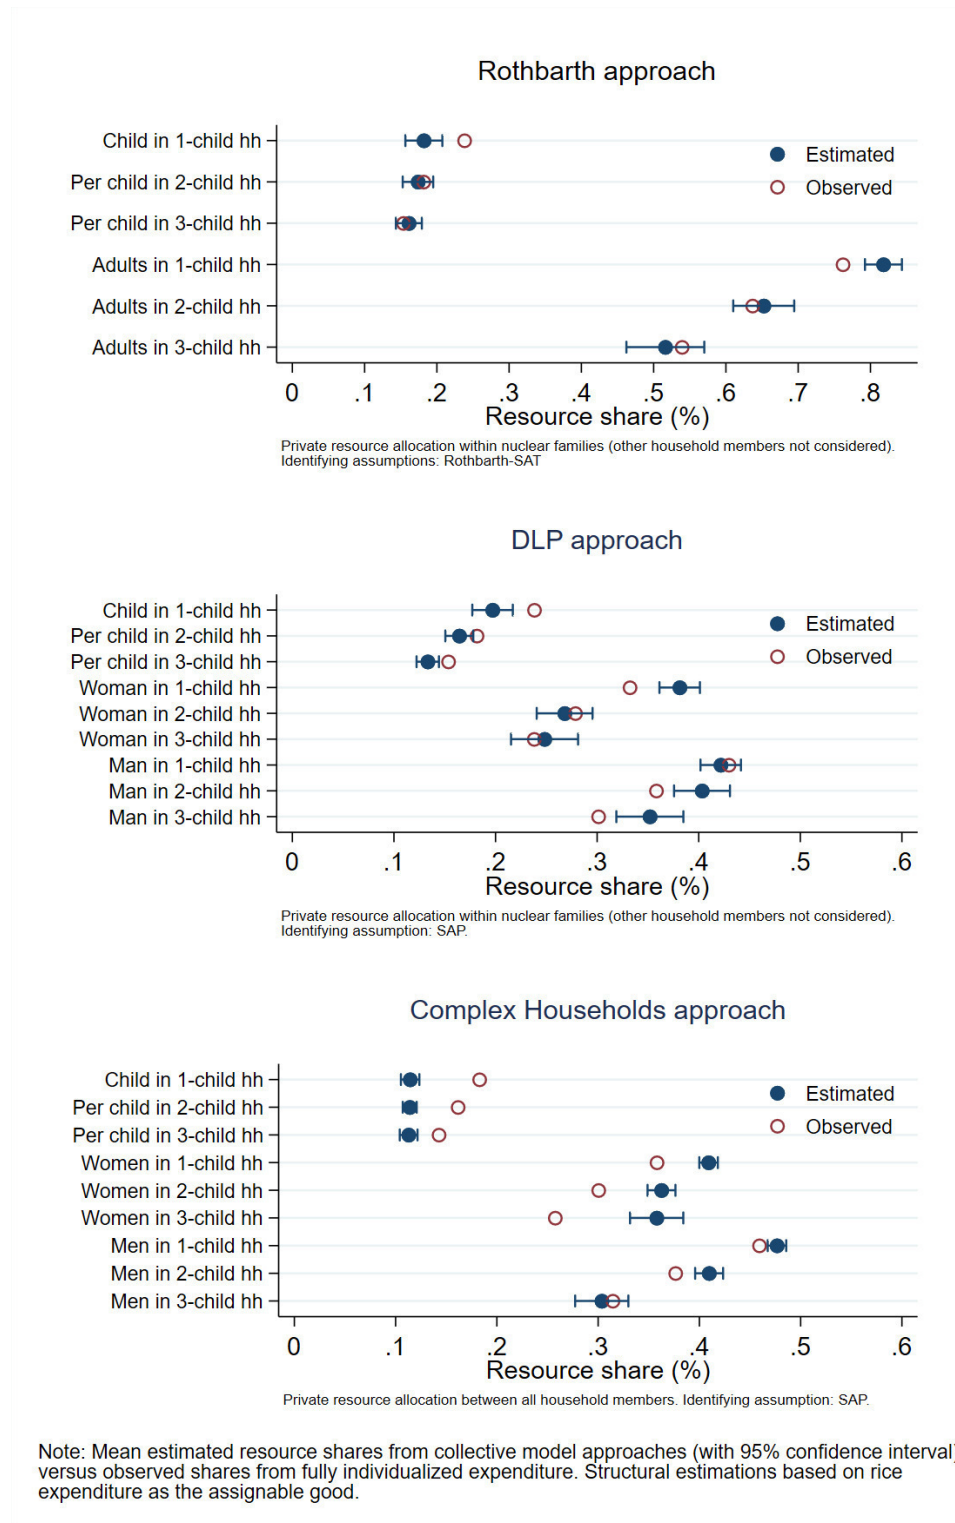 Rothbarth approach
Child in 1-child hh
Per child in 2-child hh
Per child in 3-child hh
Adults in 1-child hh
Adults in 2-child hh
Adults in 3-child hh
Estimated
Observed
0 .1 .2 .3 .4 .5 .6 .7 .8
Resource share (%)
Private resource allocation within nuclear families (other household members not considered).
Identifying assumptions: Rothbarth-SAT
DLP approach
Child in 1-child hh
Per child in 2-child hh
Per child in 3-child hh
Woman in 1-child hh
Woman in 2-child hh
Woman in 3-child hh
Man in 1-child hh
Man in 2-child hh
Man in 3-child hh
Estimated
Observed
0 .1 .2 .3 .4 .5 .6
Resource share (%)
Private resource allocation within nuclear families (other household members not considered).
Identifying assumption: SAP.
Complex Households approach
Child in 1-child hh
Per child in 2-child hh
Per child in 3-child hh
Women in 1-child hh
Women in 2-child hh
Women in 3-child hh
Men in 1-child hh
Men in 2-child hh
Men in 3-child hh
Estimated
Observed
0 .1 .2 .3 .4 .5 .6
Resource share (%)
Private resource allocation between all household members. Identifying assumption: SAP.
Note: Mean estimated resource shares from collective model approaches (with 95% confidence interval)
versus observed shares from fully individualized expenditure. Structural estimations based on rice
expenditure as the assignable good.